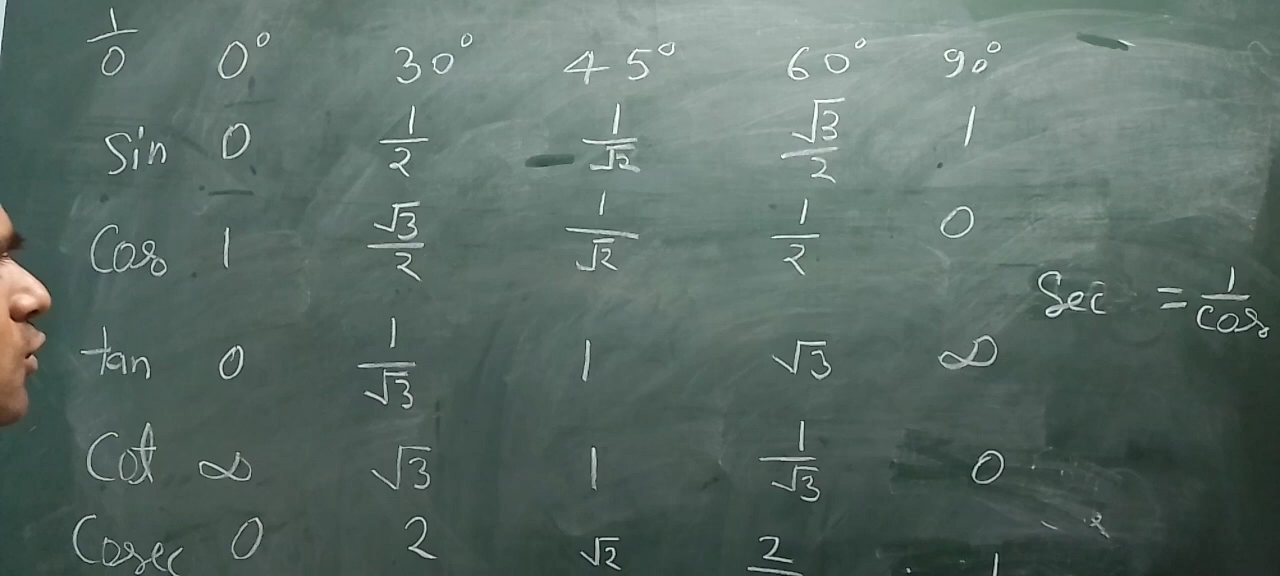 1/0 0° 30° 45° 60° 90°
Sin 0 1/2 1/√2 √3/2 1
Cos 1 √3/2 1/√2 1/2 0
Sec = 1/cos
tan 0 1/√3 1 √3 ∞
Cot ∞ √3 1 1/√3 0
Cosec 0 2 √2 2 1